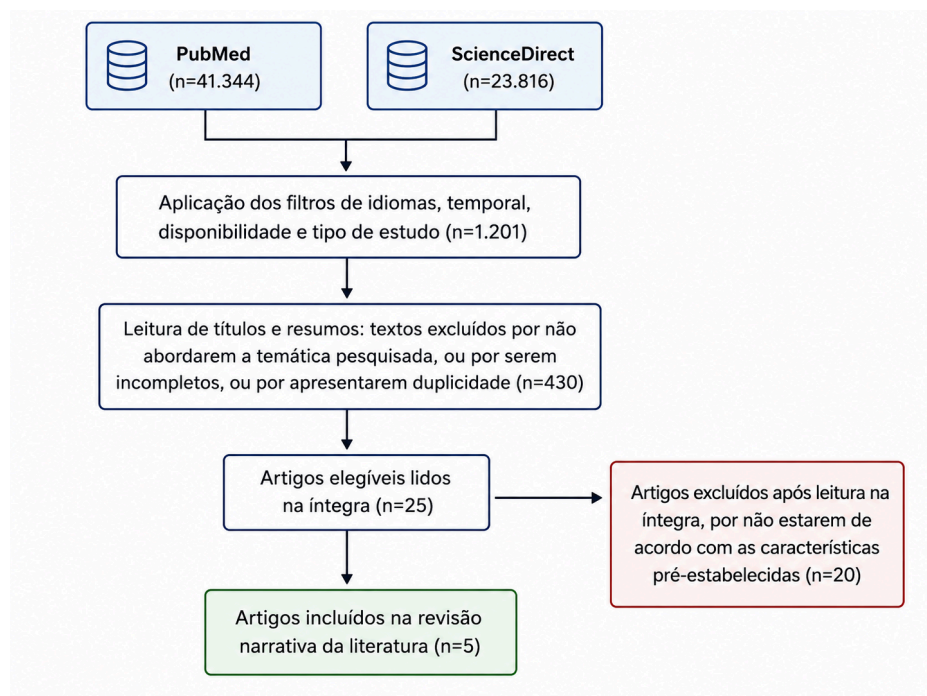 PubMed
(n=41.344)
ScienceDirect
(n=23.816)
Aplicação dos filtros de idiomas, temporal,
disponibilidade e tipo de estudo (n=1.201)
Leitura de títulos e resumos: textos excluídos por não
abordarem a temática pesquisada, ou por serem
incompletos, ou por apresentarem duplicidade (n=430)
Artigos elegíveis lidos
na íntegra (n=25)
Artigos excluídos após leitura na
íntegra, por não estarem de
acordo com as características
pré-estabelecidas (n=20)
Artigos incluídos na revisão
narrativa da literatura (n=5)